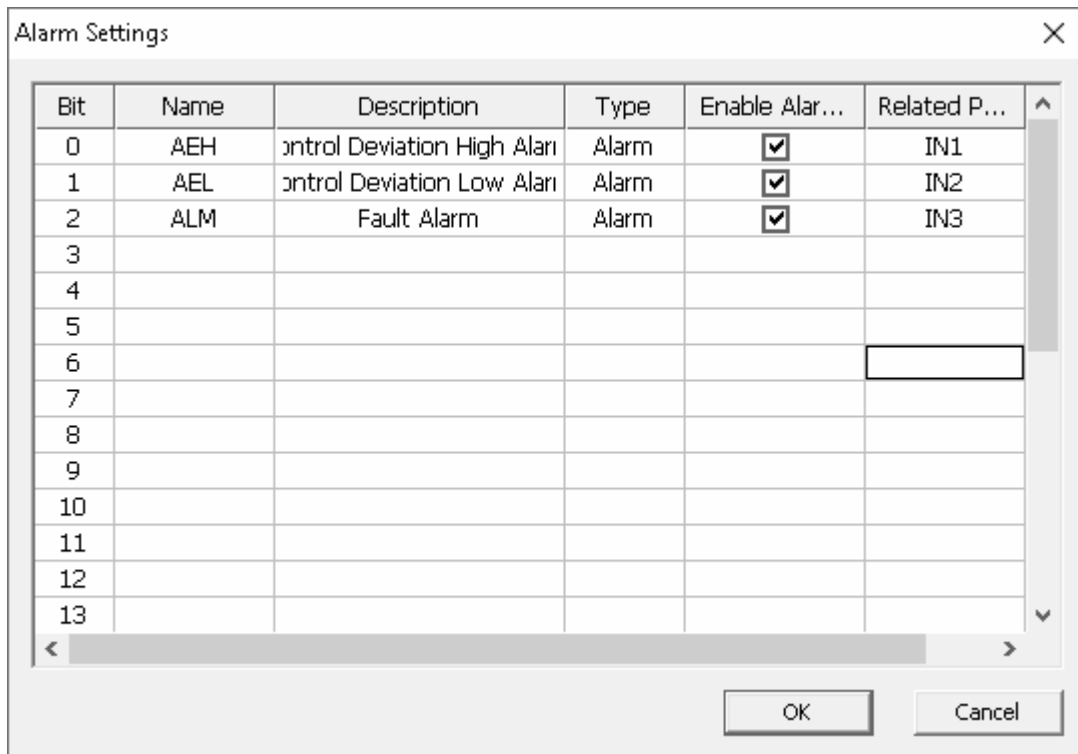 Alarm Settings
Bit Name Description Type Enable Alar... Related P...
0 AEH ontrol Deviation High Aları Alarm IN1
1 AEL ontrol Deviation Low Aları Alarm IN2
2 ALM Fault Alarm Alarm IN3
3
4
5
6
7
8
9
10
11
12
13
OK Cancel